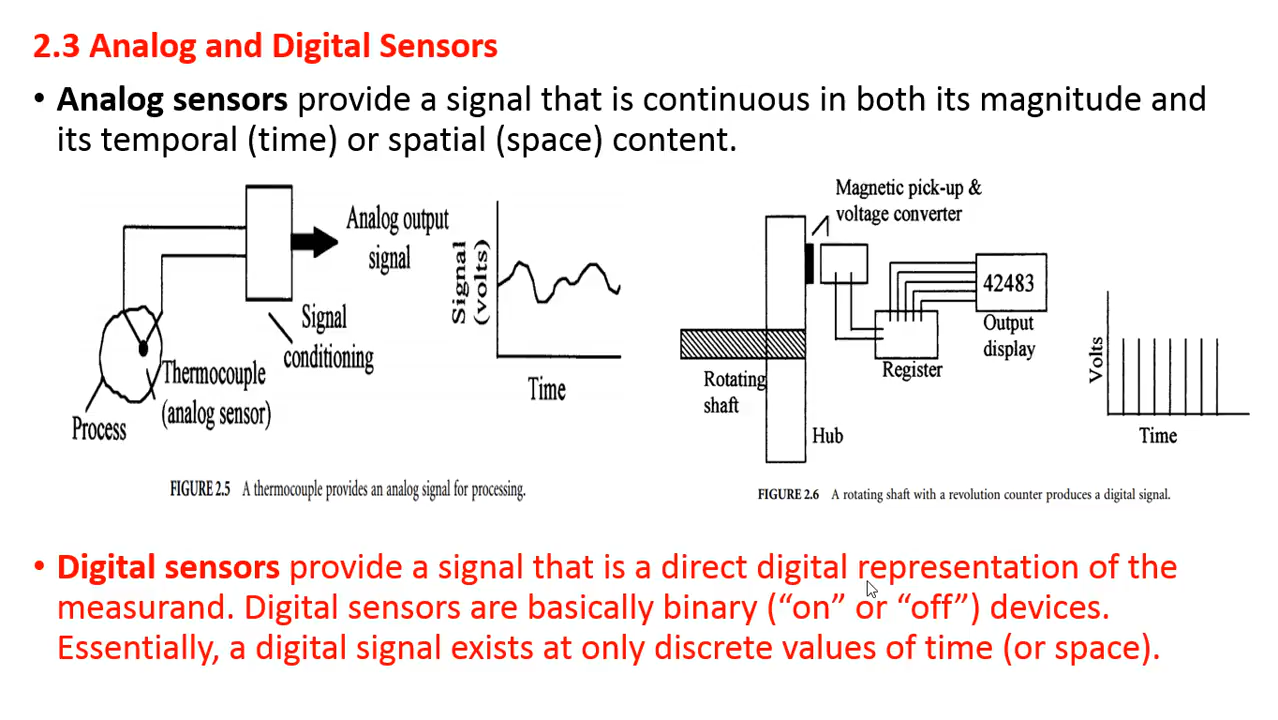 2.3 Analog and Digital Sensors
• Analog sensors provide a signal that is continuous in both its magnitude and
its temporal (time) or spatial (space) content.
Analog output
signal
Signal
(volts)
Signal
conditioning
Thermocouple
(analog sensor)
Process
Time
FIGURE 2.5 A thermocouple provides an analog signal for processing.
Magnetic pick-up &
voltage converter
42483
Output
display
Register
Rotating
shaft
Hub
Volts
Time
FIGURE 2.6 A rotating shaft with a revolution counter produces a digital signal.
• Digital sensors provide a signal that is a direct digital representation of the
measurand. Digital sensors are basically binary (“on” or “off”) devices.
Essentially, a digital signal exists at only discrete values of time (or space).